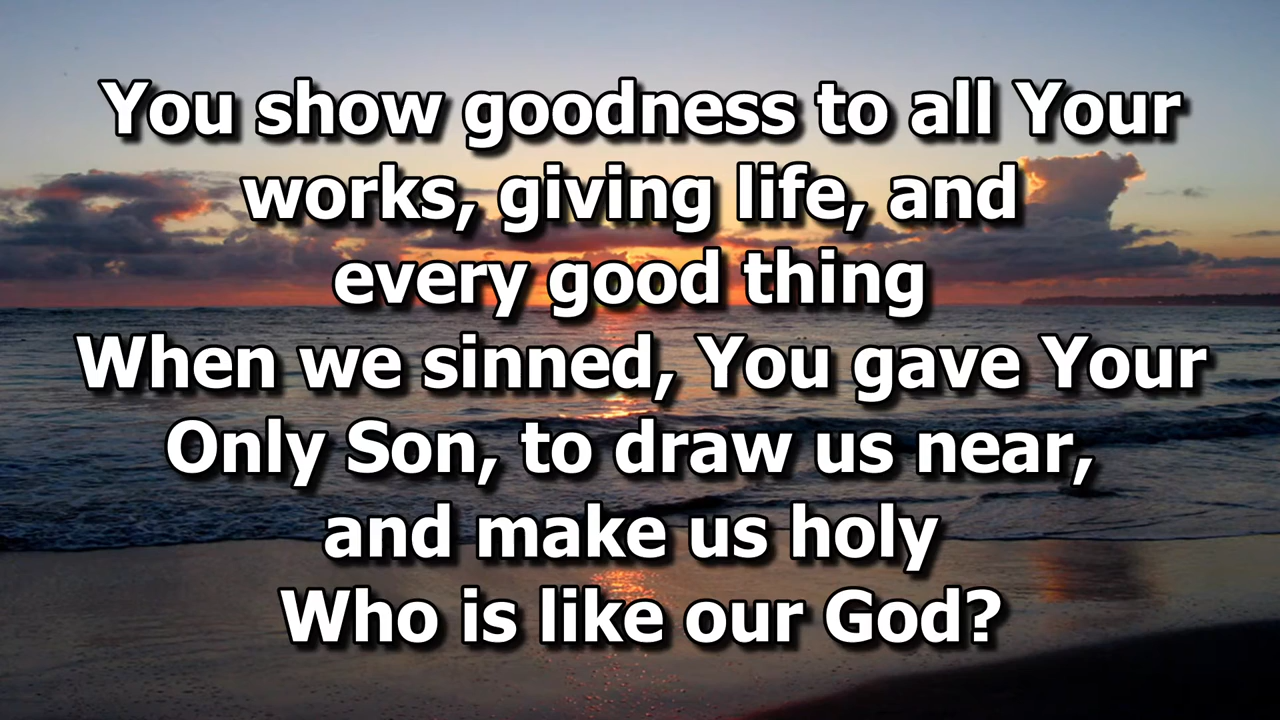 You show goodness to all Your
works, giving life, and
every good thing
When we sinned, You gave Your
Only Son, to draw us near,
and make us holy
Who is like our God?